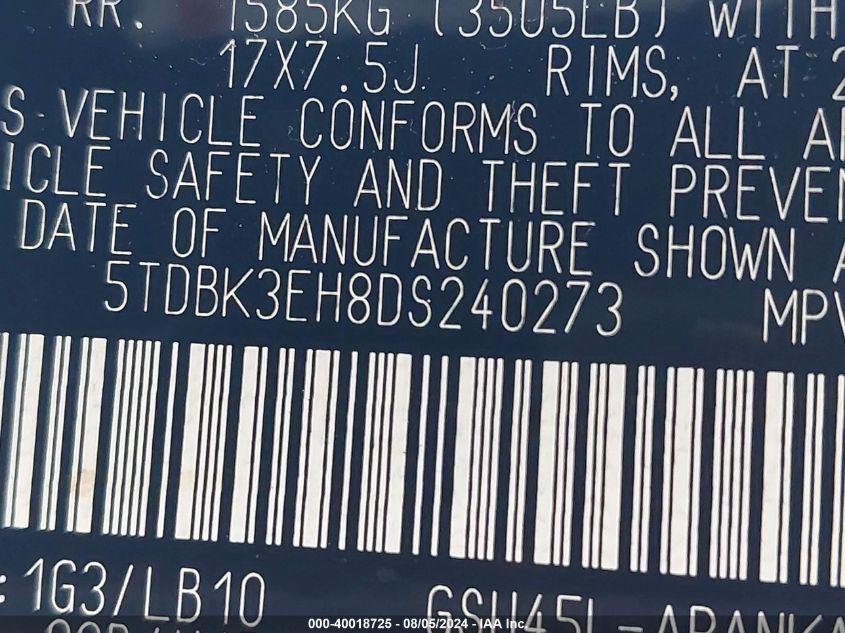 RR. 1585KG (3505LB) WITH
17X7.5J RIMS, AT 2
S VEHICLE CONFORMS TO ALL AP
ICLE SAFETY AND THEFT PREVEN
DATE OF MANUFACTURE SHOWN A
5TDBK3EH8DS240273 MPV
: 1G3/LB10 GSU45L-ARANKA
000-40018725 - 08/05/2024 - IAA Inc.